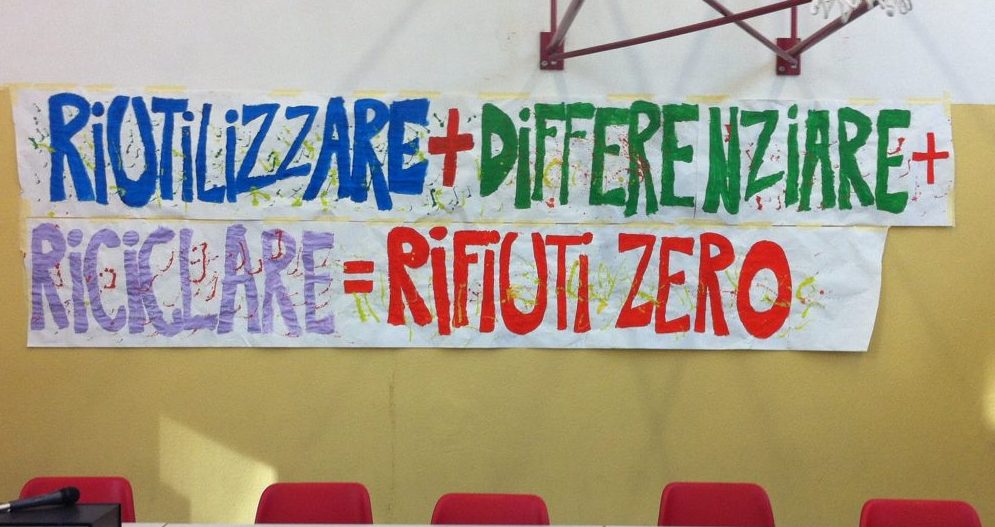 RiUTiLiZZARE + DiFFERENZiARE +
RiCiCLARE = RiFiUTi ZERO